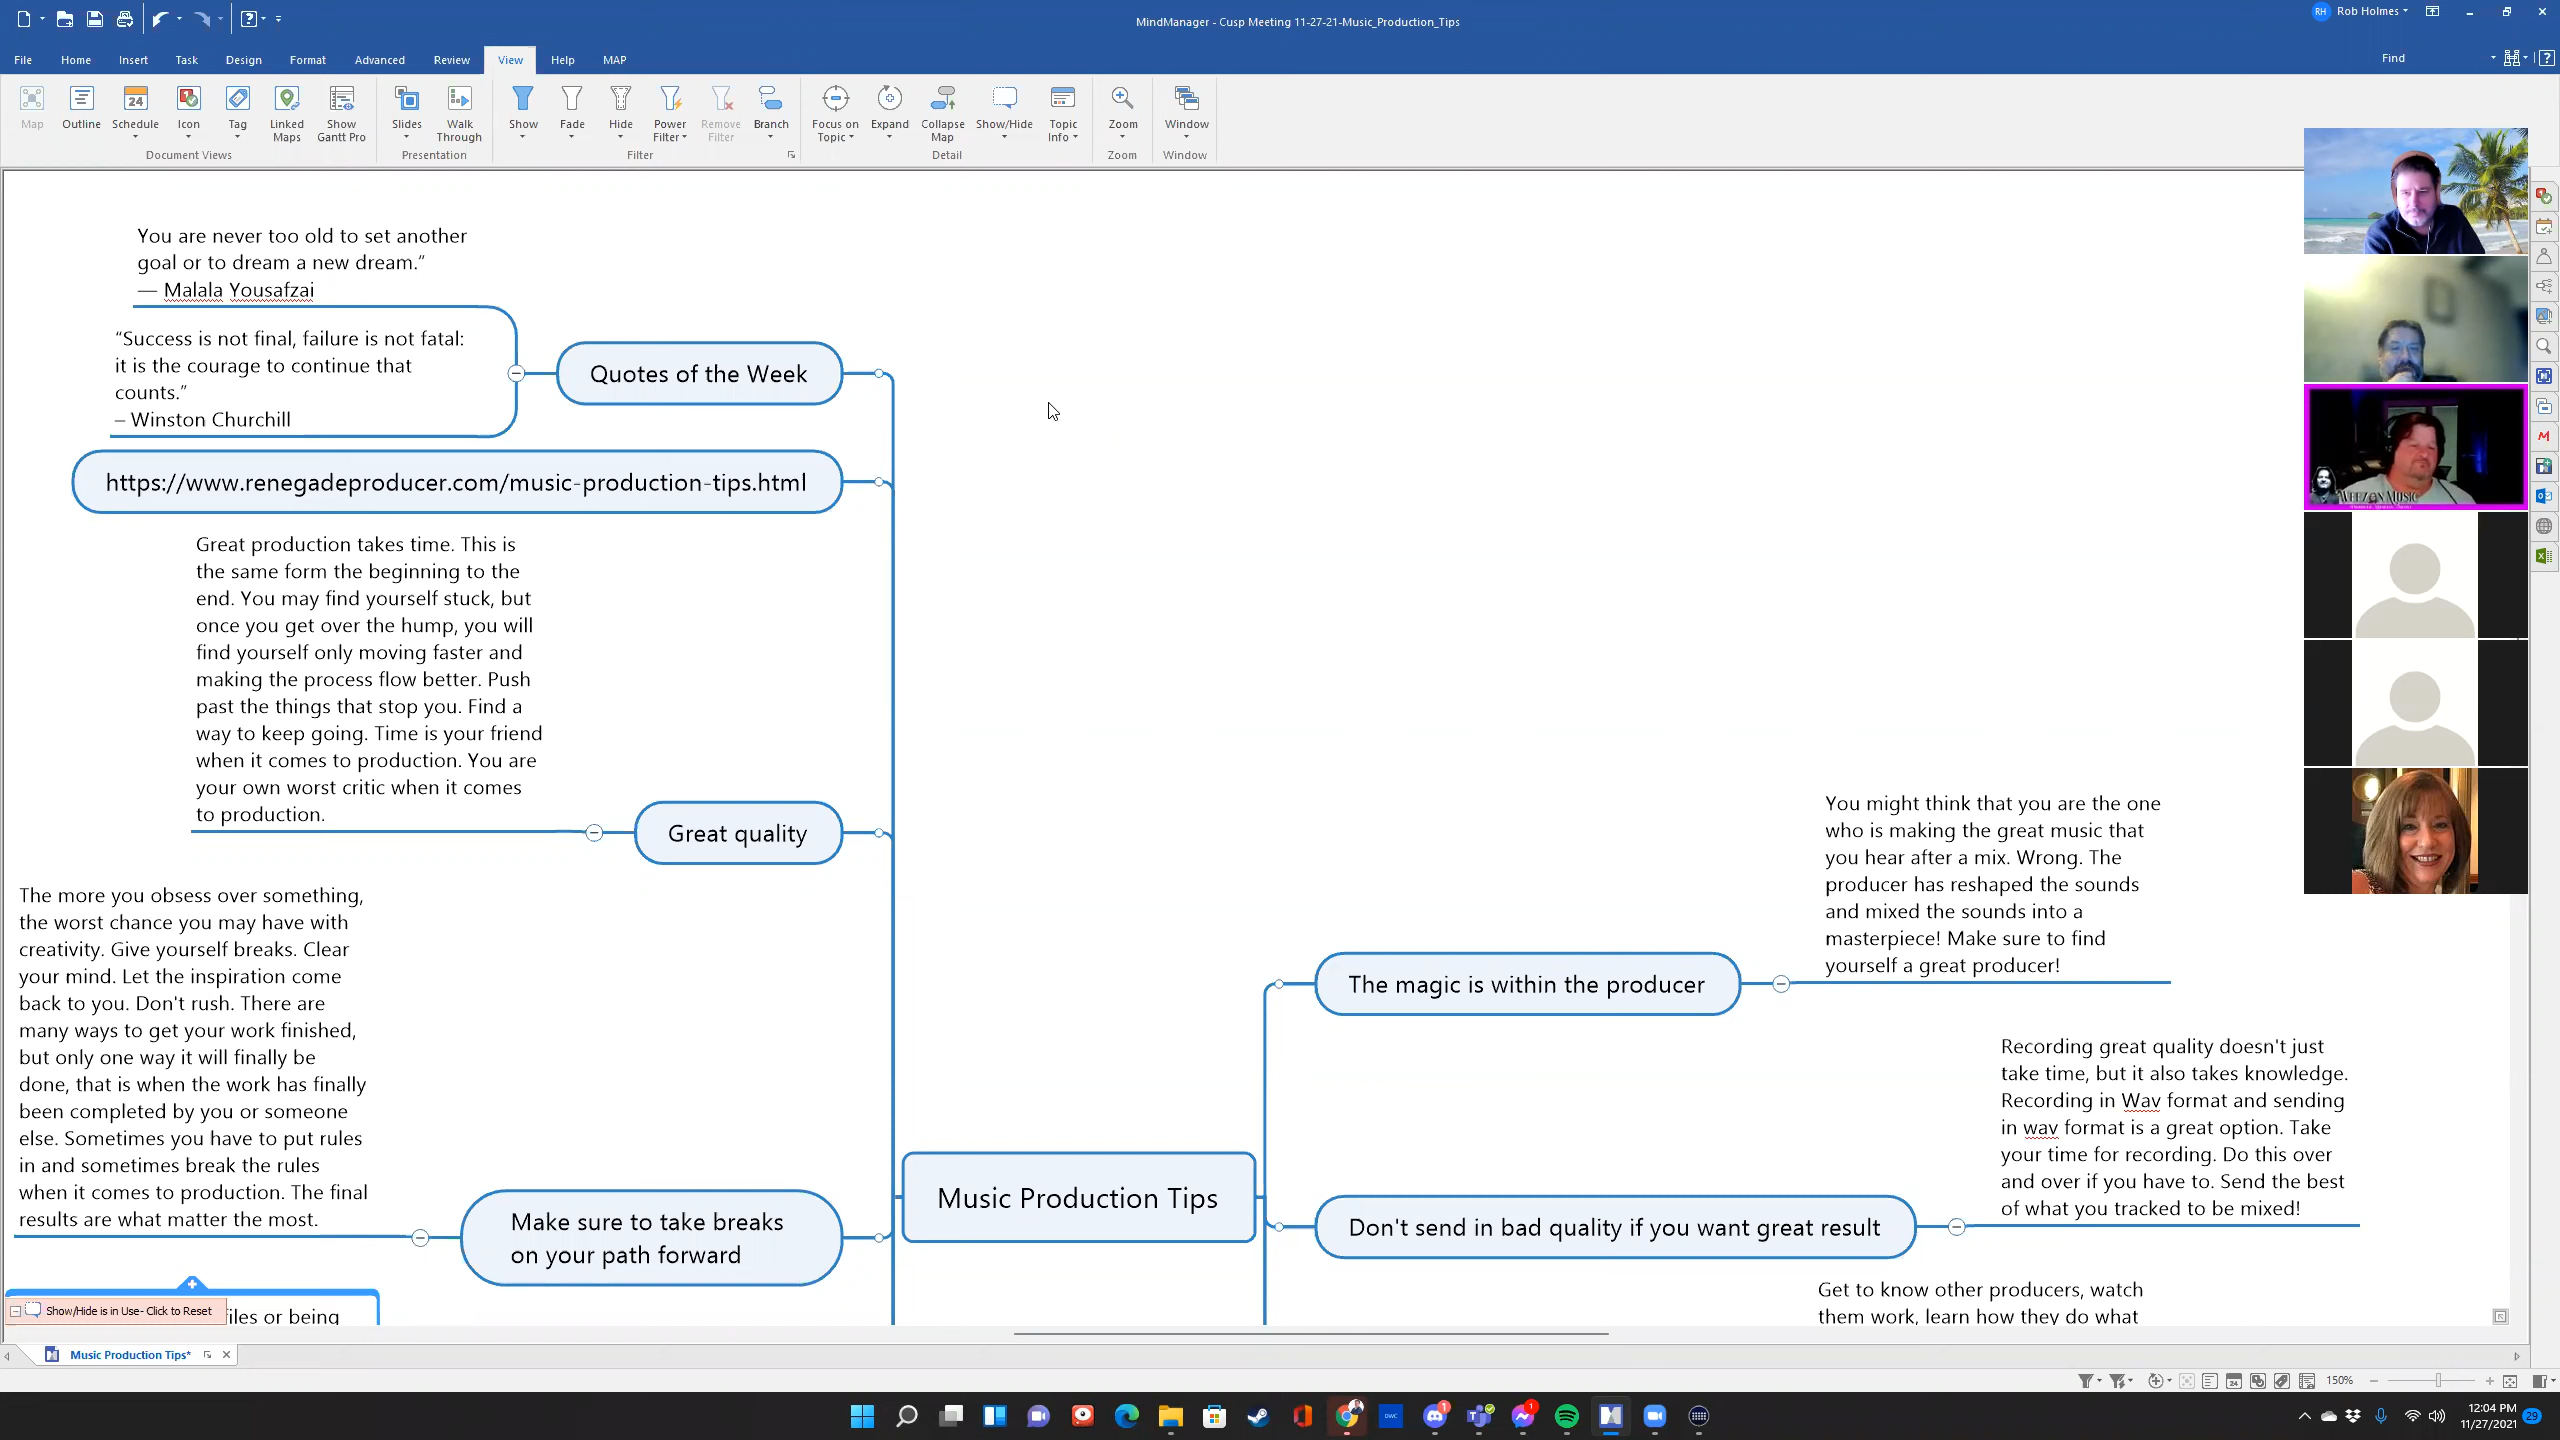 MindManager - Cusp Meeting 11-27-21-Music_Production_Tips
RH Rob Holmes
File Home Insert Task Design Format Advanced Review View Help MAP
Find
Map Outline Schedule Icon Tag Linked Maps Show Gantt Pro
Document Views
Slides Walk Through
Presentation
Show Fade Hide Power Filter Remove Filter Branch
Filter
Focus on Topic Expand Collapse Map Show/Hide Topic Info
Detail
Zoom
Zoom
Window
Window
You are never too old to set another
goal or to dream a new dream.”
— Malala Yousafzai
“Success is not final, failure is not fatal:
it is the courage to continue that
counts.”
– Winston Churchill
Quotes of the Week
https://www.renegadeproducer.com/music-production-tips.html
Great production takes time. This is
the same form the beginning to the
end. You may find yourself stuck, but
once you get over the hump, you will
find yourself only moving faster and
making the process flow better. Push
past the things that stop you. Find a
way to keep going. Time is your friend
when it comes to production. You are
your own worst critic when it comes
to production.
Great quality
The more you obsess over something,
the worst chance you may have with
creativity. Give yourself breaks. Clear
your mind. Let the inspiration come
back to you. Don't rush. There are
many ways to get your work finished,
but only one way it will finally be
done, that is when the work has finally
been completed by you or someone
else. Sometimes you have to put rules
in and sometimes break the rules
when it comes to production. The final
results are what matter the most.
Make sure to take breaks
on your path forward
Music Production Tips
You might think that you are the one
who is making the great music that
you hear after a mix. Wrong. The
producer has reshaped the sounds
and mixed the sounds into a
masterpiece! Make sure to find
yourself a great producer!
The magic is within the producer
Recording great quality doesn't just
take time, but it also takes knowledge.
Recording in Wav format and sending
in wav format is a great option. Take
your time for recording. Do this over
and over if you have to. Send the best
of what you tracked to be mixed!
Don't send in bad quality if you want great result
Get to know other producers, watch
them work, learn how they do what
Show/Hide is in Use- Click to Reset
iles or being
Music Production Tips*
150%
12:04 PM
11/27/2021
29